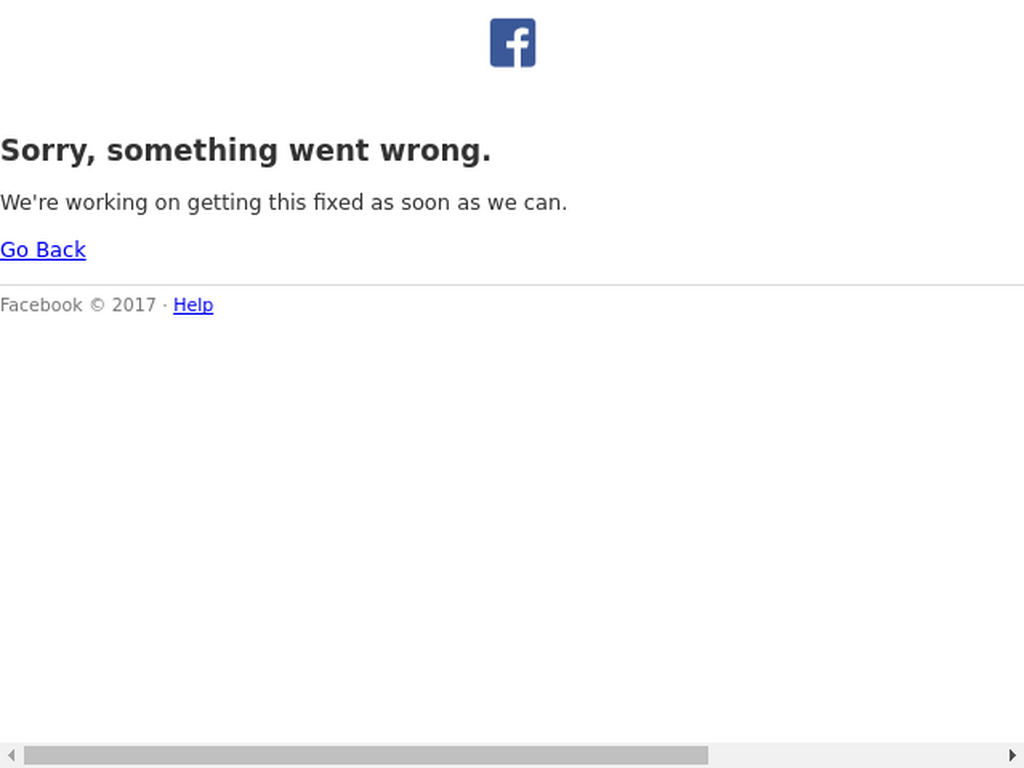 Sorry, something went wrong.
We're working on getting this fixed as soon as we can.
Go Back
Facebook © 2017 · Help